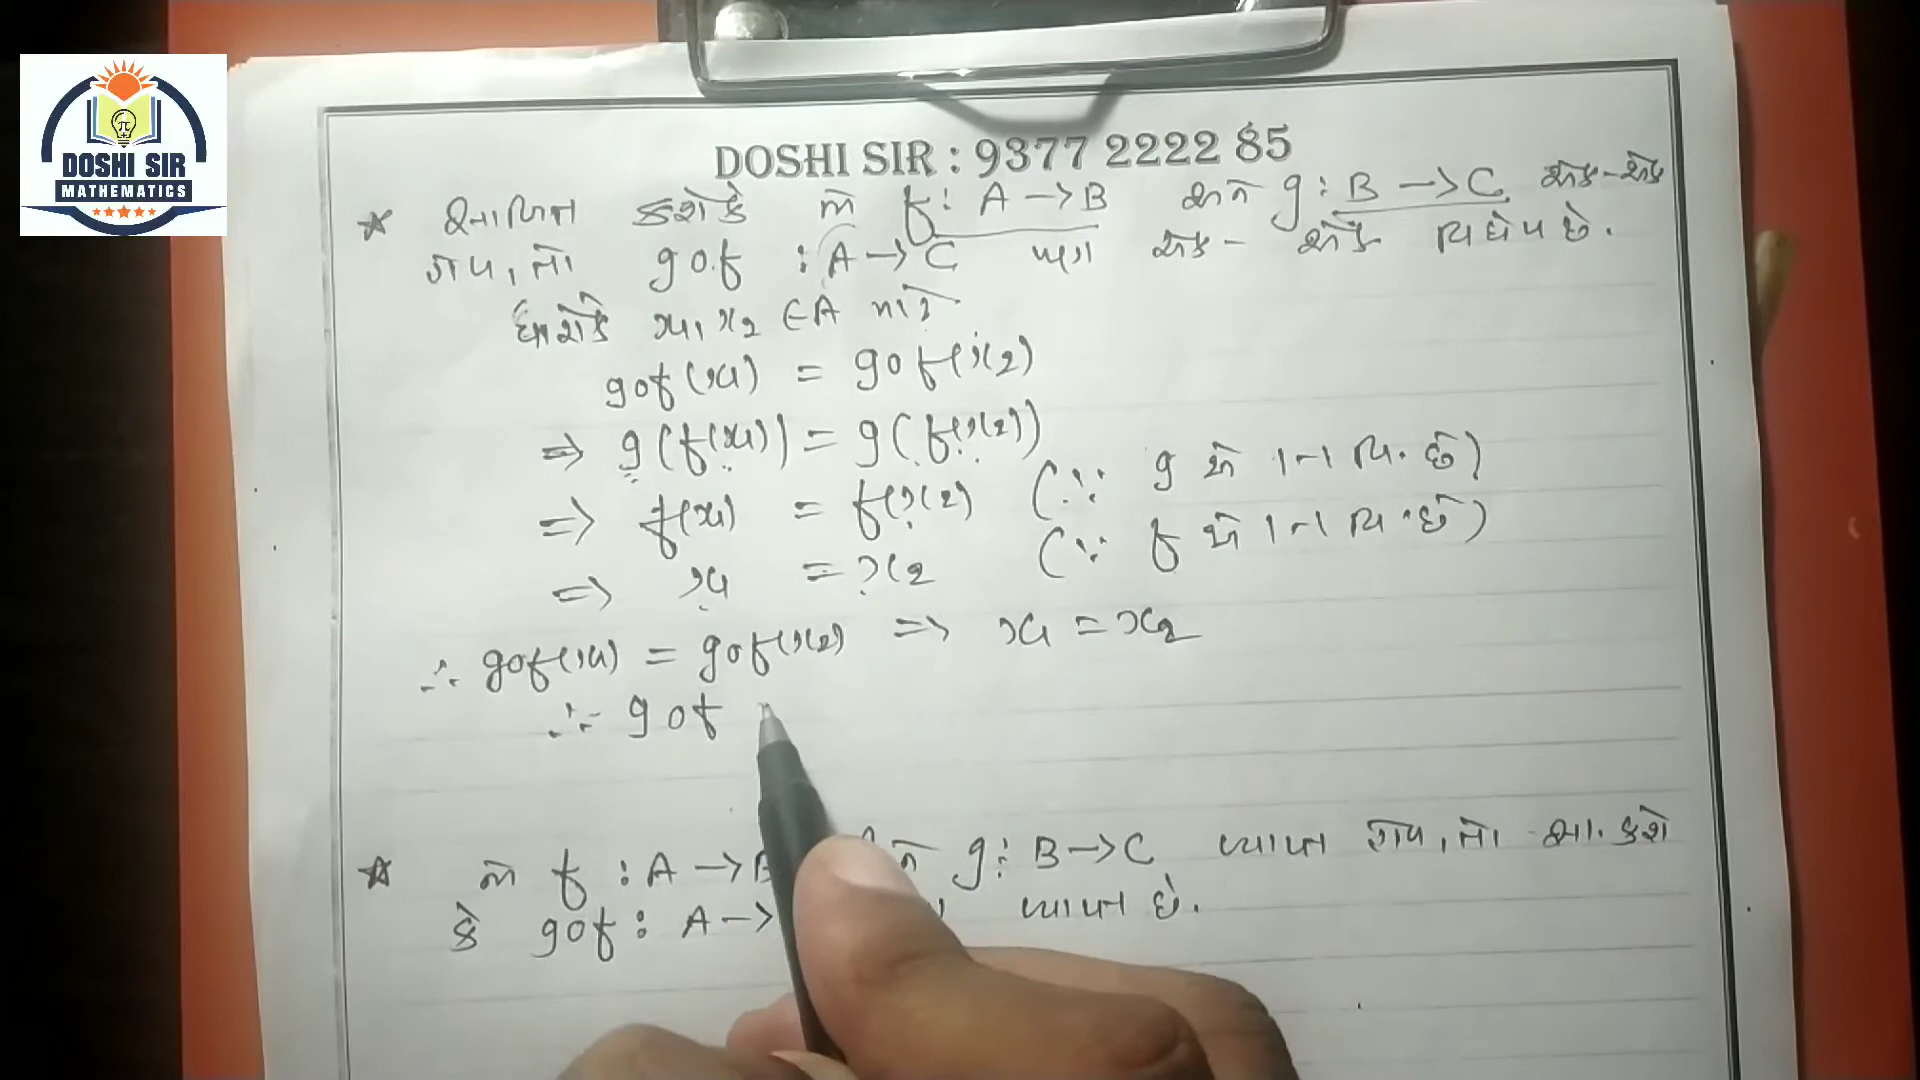 DOSHI SIR
MATHEMATICS
DOSHI SIR : 9377 2222 85
* સાબિત કરો કે જો f : A → B અને g : B → C એક-એક
હોય, તો gof : A → C પણ એક-એક વિધેય છે.
ધારો કે x₁, x₂ ∈ A માટે
gof(x₁) = gof(x₂)
⇒ g(f(x₁)) = g(f(x₂))
⇒ f(x₁) = f(x₂) (∵ g એ 1-1 વિ. છે)
⇒ x₁ = x₂ (∵ f એ 1-1 વિ. છે)
∴ gof(x₁) = gof(x₂) ⇒ x₁ = x₂
∴ gof
* જો f : A → B g : B → C વ્યાપ્ત હોય, તો સા. કરો
કે gof : A → વ્યાપ્ત છે.